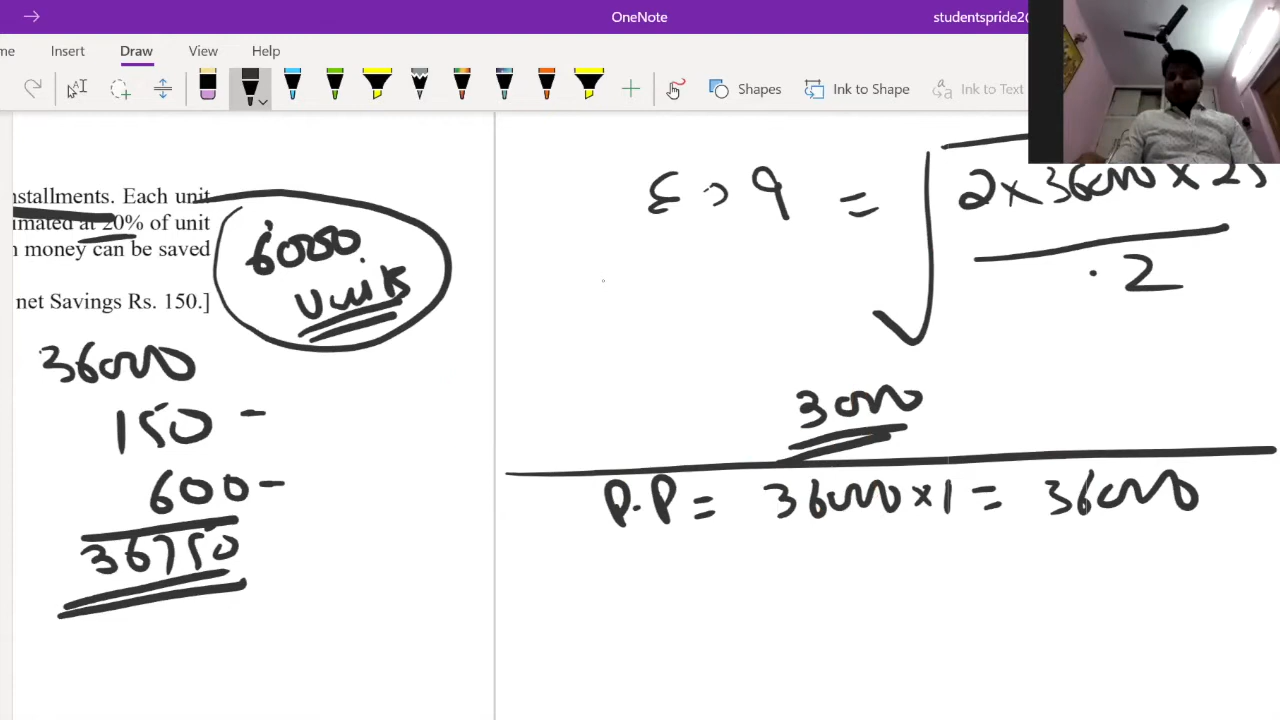 OneNote
studentspride2@
me Insert Draw View Help
Shapes Ink to Shape Ink to Text
nstallments. Each unit
imated at 20% of unit
n money can be saved
net Savings Rs. 150.]
6000
units
36000
150 -
600 -
36750
E O Q = √ 2 x 36000 x 25
.2
3000
P.P = 36000 x 1 = 36000